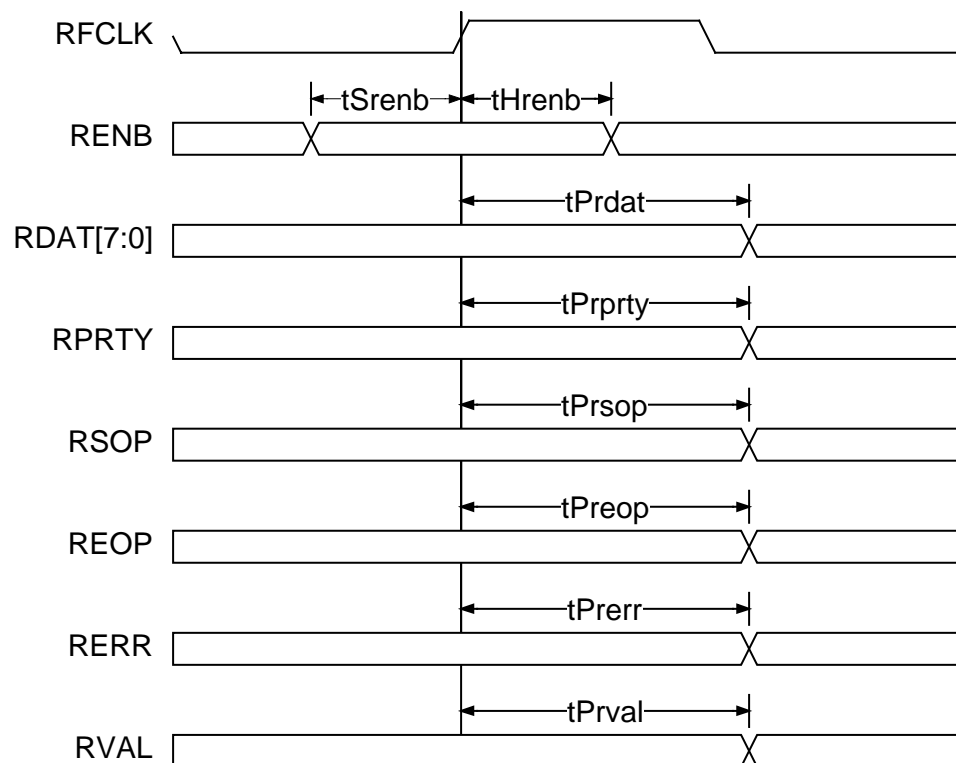 RFCLK
tSrenb tHrenb
RENB
tPrdat
RDAT[7:0]
tPrprty
RPRTY
tPrsop
RSOP
tPreop
REOP
tPrerr
RERR
tPrval
RVAL